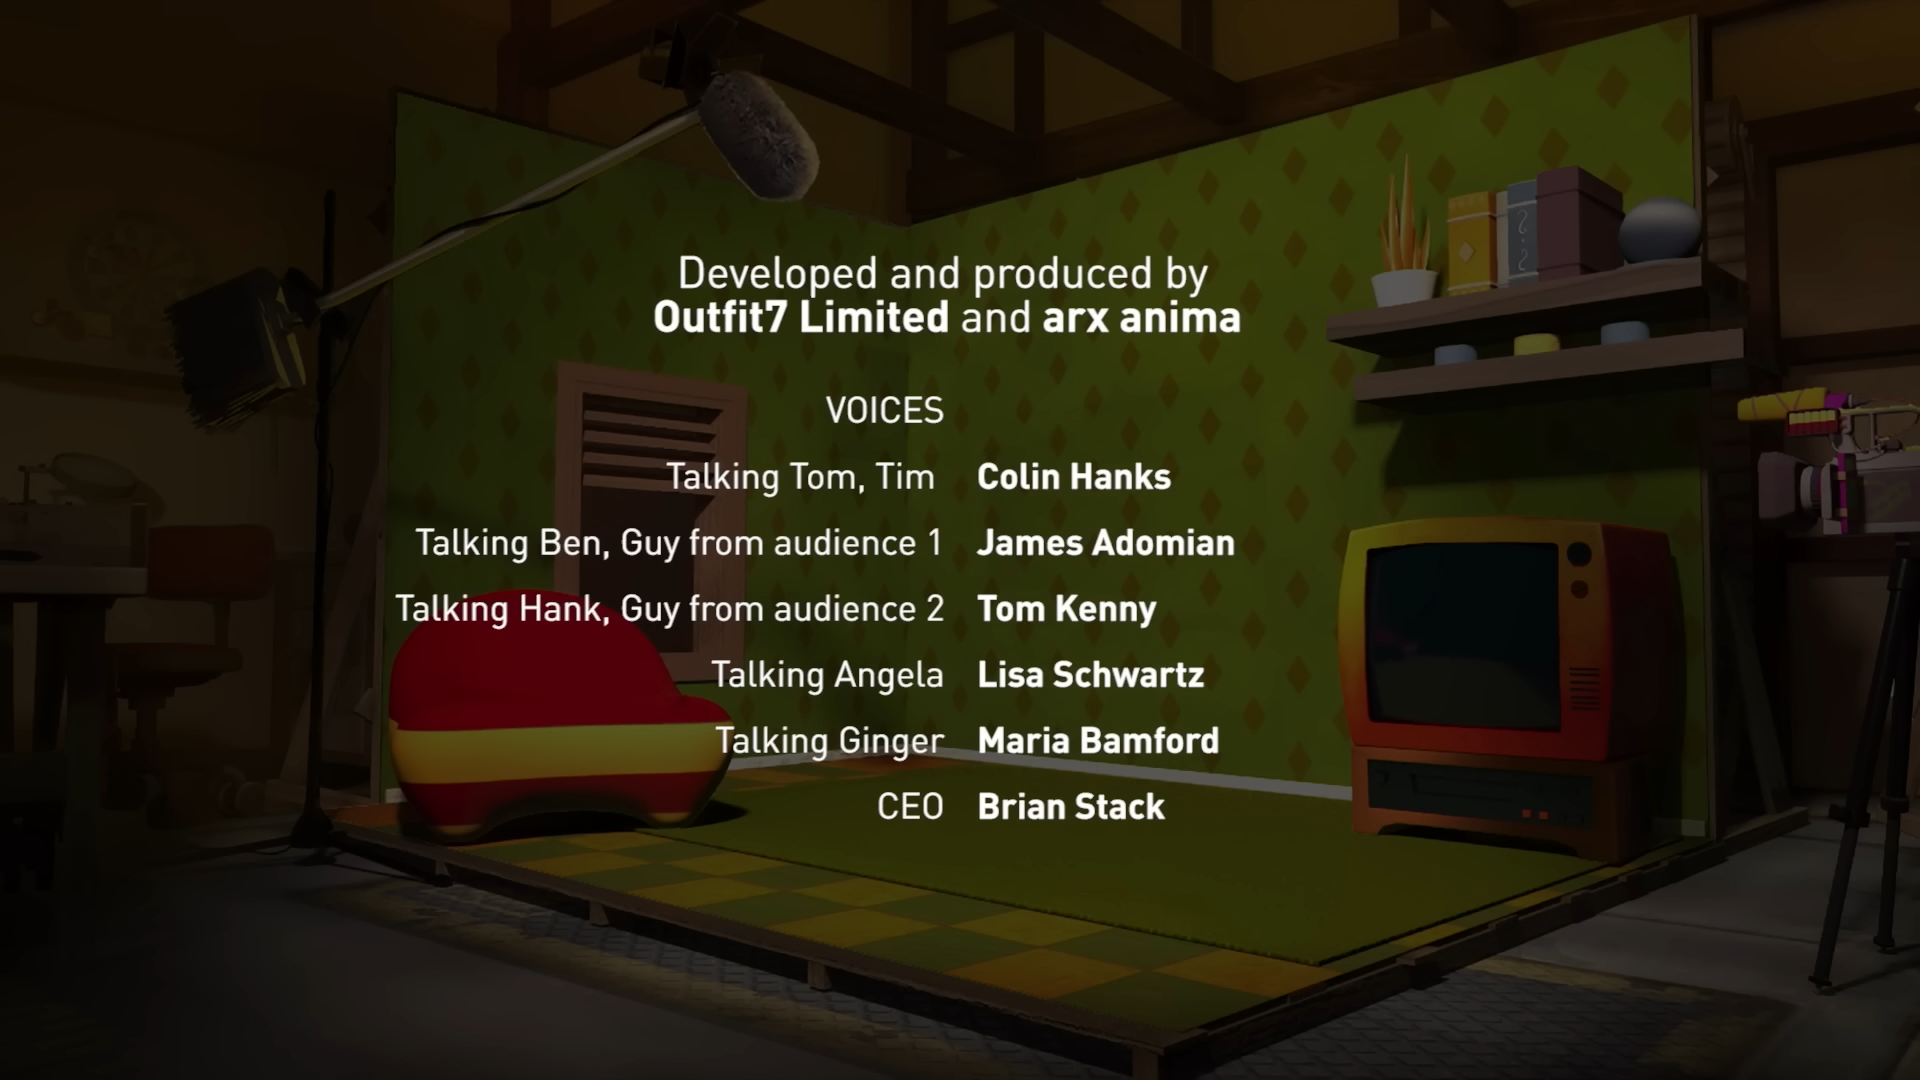 Developed and produced by
Outfit7 Limited and arx anima
VOICES
Talking Tom, Tim Colin Hanks
Talking Ben, Guy from audience 1 James Adomian
Talking Hank, Guy from audience 2 Tom Kenny
Talking Angela Lisa Schwartz
Talking Ginger Maria Bamford
CEO Brian Stack